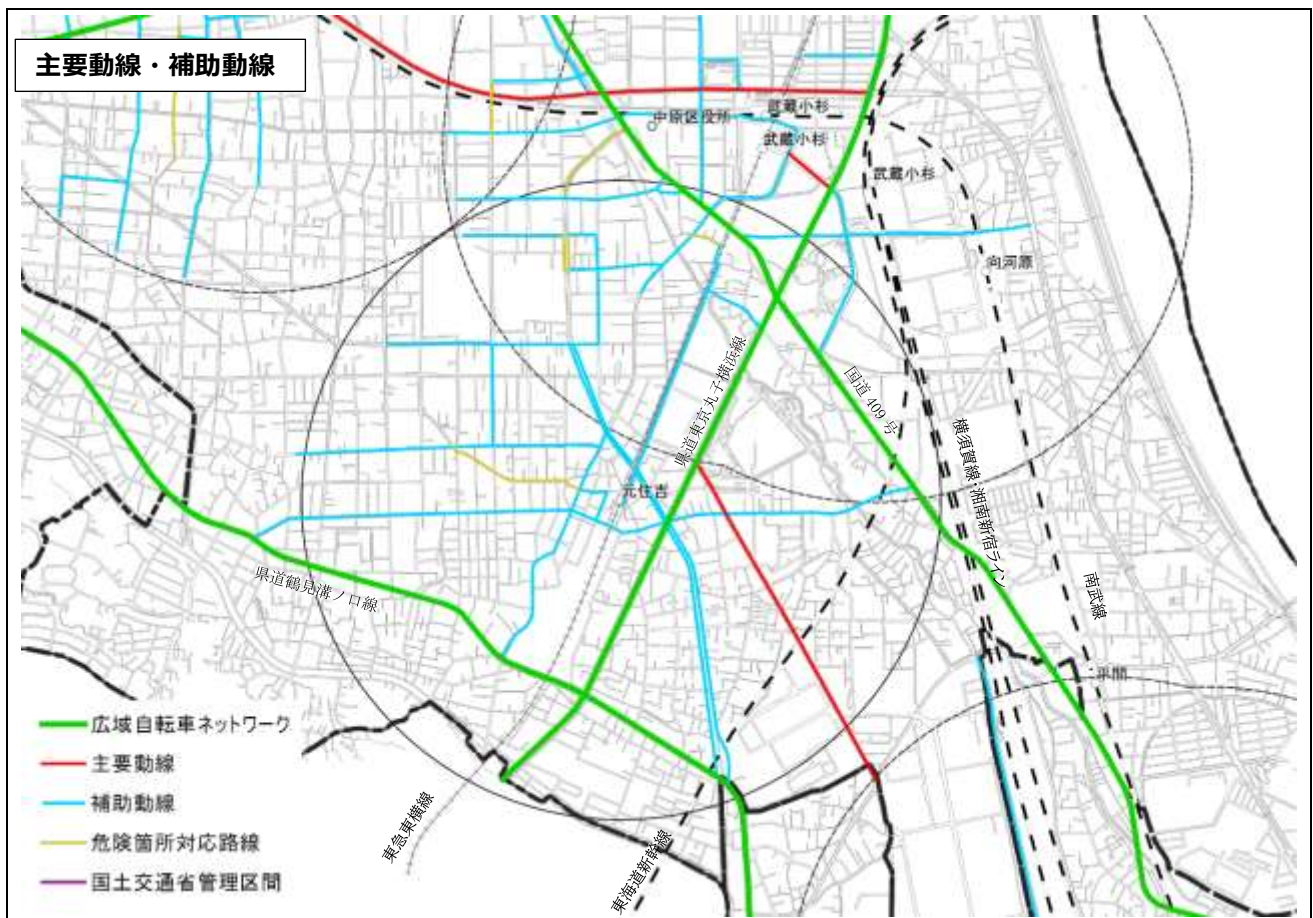 主要動線・補助動線
武蔵小杉
中原区役所
武蔵小杉
武蔵小杉
向河原
県道東京丸子横浜線
国道409号
横須賀線・湘南新宿ライン
元住吉
県道鶴見溝ノ口線
南武線
平間
東急東横線
東海道新幹線
広域自転車ネットワーク
主要動線
補助動線
危険箇所対応路線
国土交通省管理区間